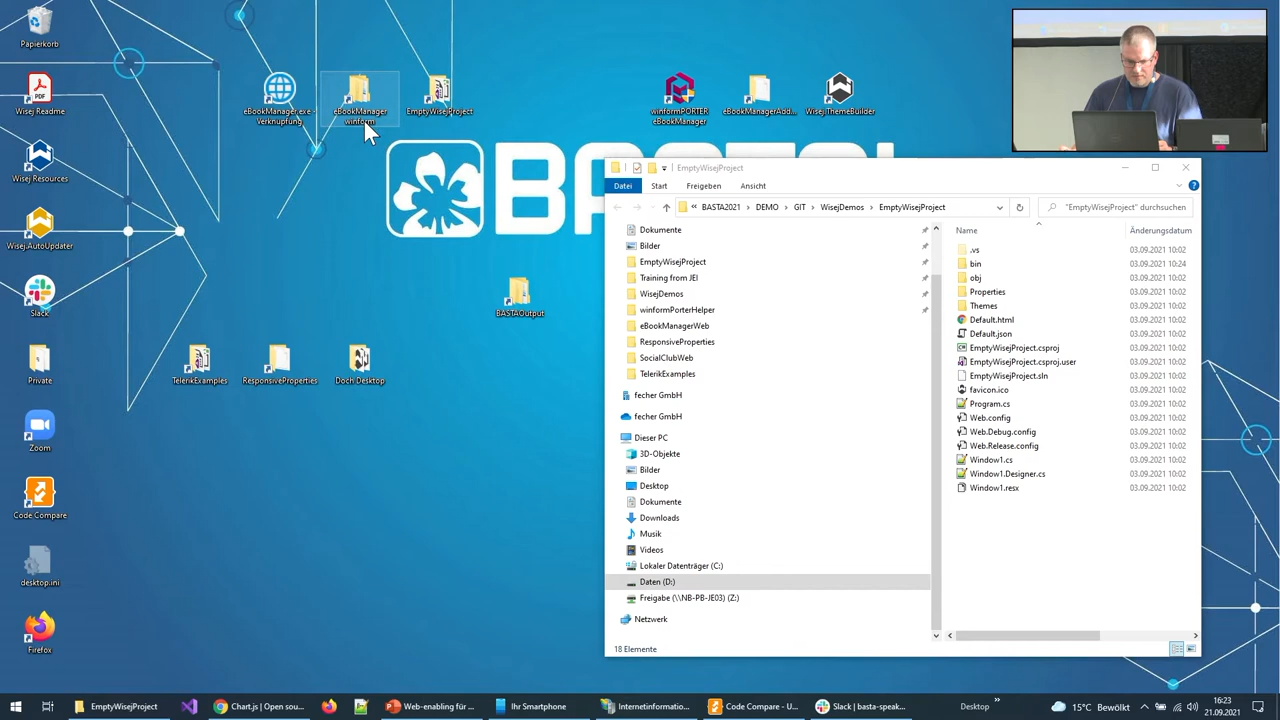 Papierkorb
Wisej Readme
Wisej Resources
Wisej.AutoUpdater
Slack
Private
Zoom
Code Compare
desktop.ini
Firefox
eBookManager.exe -
Verknüpfung
eBookManager
winform
EmptyWisejProject
winformPORTER
eBookManager
eBookManagerAdd...
Wisej.ThemeBuilder
BASTAOutput
TelerikExamples
ResponsiveProperties
Doch Desktop
EmptyWisejProject
Datei
Start
Freigeben
Ansicht
BASTA2021 > DEMO > GIT > WisejDemos > EmptyWisejProject
"EmptyWisejProject" durchsuchen
Dokumente
Bilder
EmptyWisejProject
Training from JEI
WisejDemos
winformPorterHelper
eBookManagerWeb
ResponsiveProperties
SocialClubWeb
TelerikExamples
fecher GmbH
fecher GmbH
Dieser PC
3D-Objekte
Bilder
Desktop
Dokumente
Downloads
Musik
Videos
Lokaler Datenträger (C:)
Daten (D:)
Freigabe (\\NB-PB-JE03) (Z:)
Netzwerk
Name Änderungsdatum
.vs 03.09.2021 10:02
bin 03.09.2021 10:24
obj 03.09.2021 10:02
Properties 03.09.2021 10:02
Themes 03.09.2021 10:02
Default.html 03.09.2021 10:02
Default.json 03.09.2021 10:02
EmptyWisejProject.csproj 03.09.2021 10:02
EmptyWisejProject.csproj.user 03.09.2021 10:02
EmptyWisejProject.sln 03.09.2021 10:02
favicon.ico 03.09.2021 10:02
Program.cs 03.09.2021 10:02
Web.config 03.09.2021 10:02
Web.Debug.config 03.09.2021 10:02
Web.Release.config 03.09.2021 10:02
Window1.cs 03.09.2021 10:02
Window1.Designer.cs 03.09.2021 10:02
Window1.resx 03.09.2021 10:02
18 Elemente
EmptyWisejProject
Chart.js | Open sou...
Web-enabling für ...
Ihr Smartphone
Internetinformatio...
Code Compare - U...
Slack | basta-speak...
Desktop
15°C Bewölkt
16:23
21.09.2021